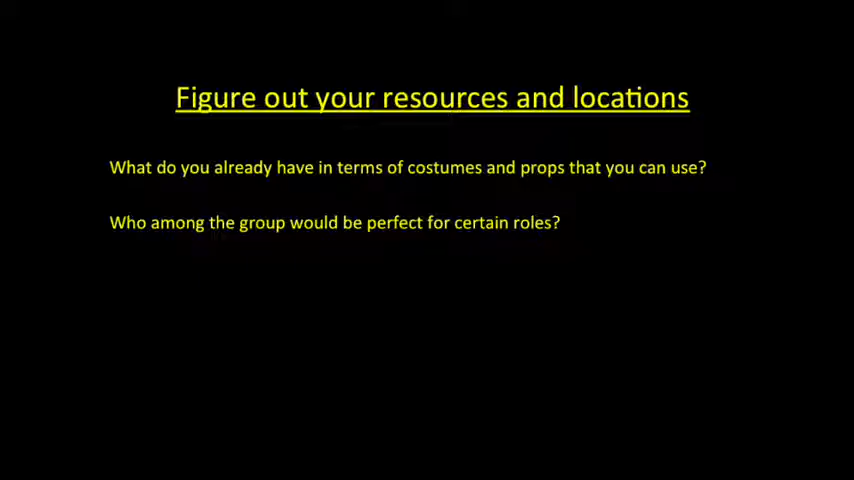 Figure out your resources and locations
What do you already have in terms of costumes and props that you can use?
Who among the group would be perfect for certain roles?